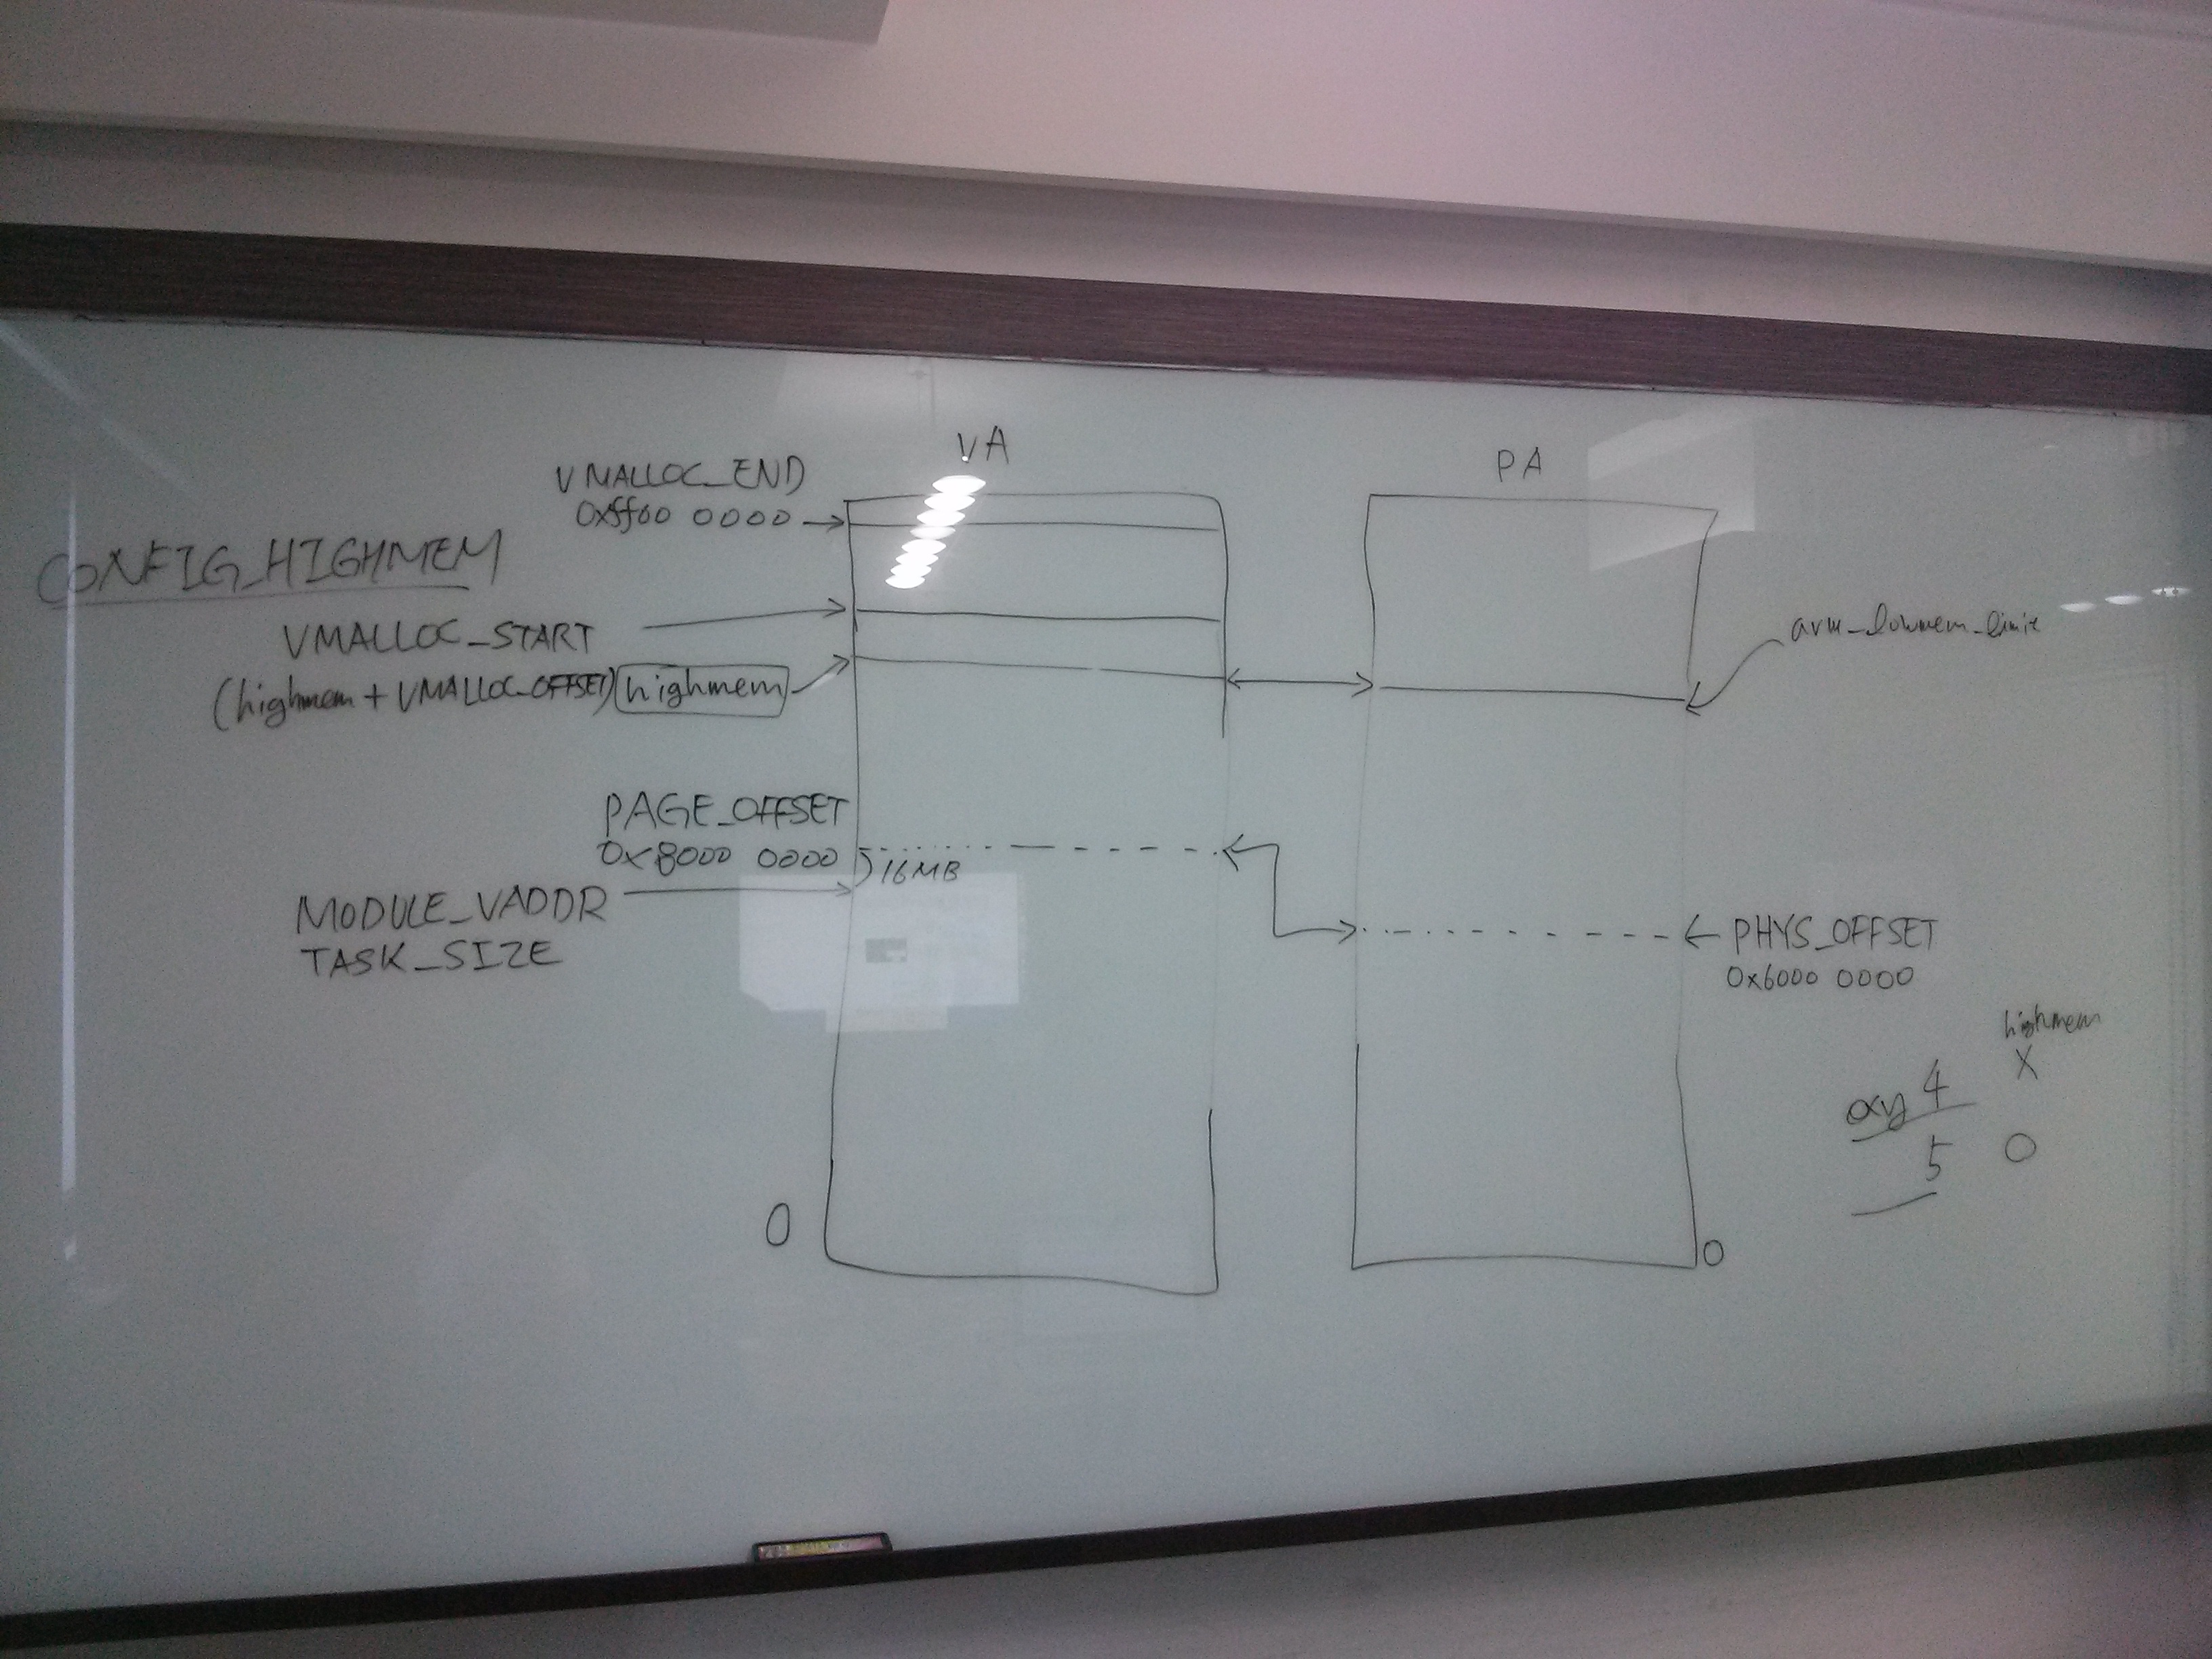 VA
PA
VMALLOC_END
0xff00 0000
CONFIG_HIGHMEM
VMALLOC_START
(highmem + VMALLOC_OFFSET) highmem
arm_lowmem_limit
PAGE_OFFSET
0x8000 0000
16MB
MODULE_VADDR
TASK_SIZE
PHYS_OFFSET
0x6000 0000
highmem
4 X
5 O
0
0